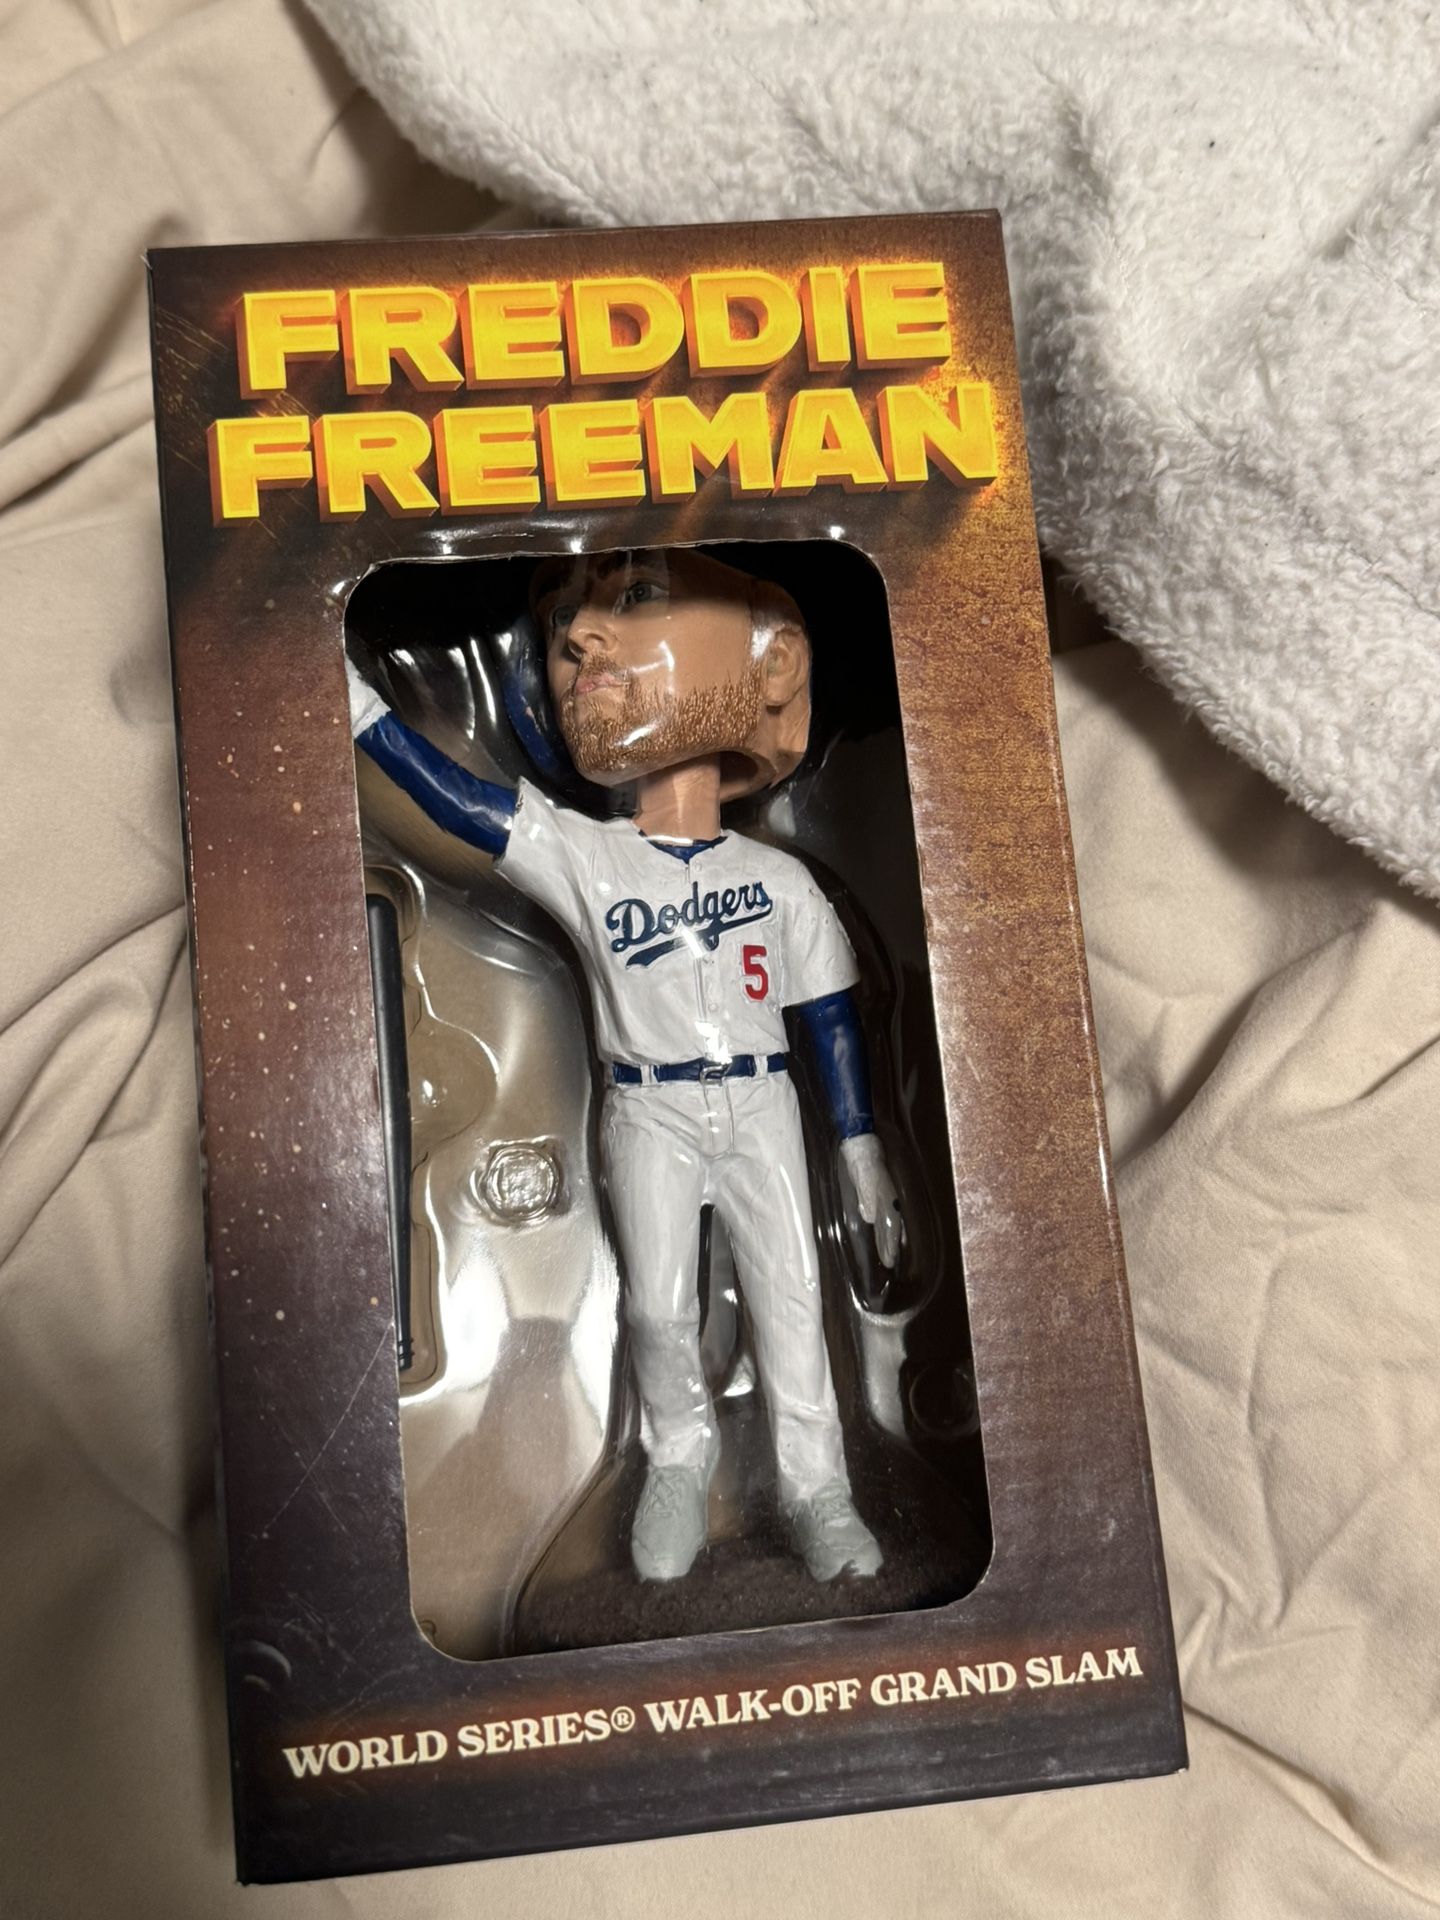 FREDDIE
FREEMAN
Dodgers
5
WORLD SERIES® WALK-OFF GRAND SLAM